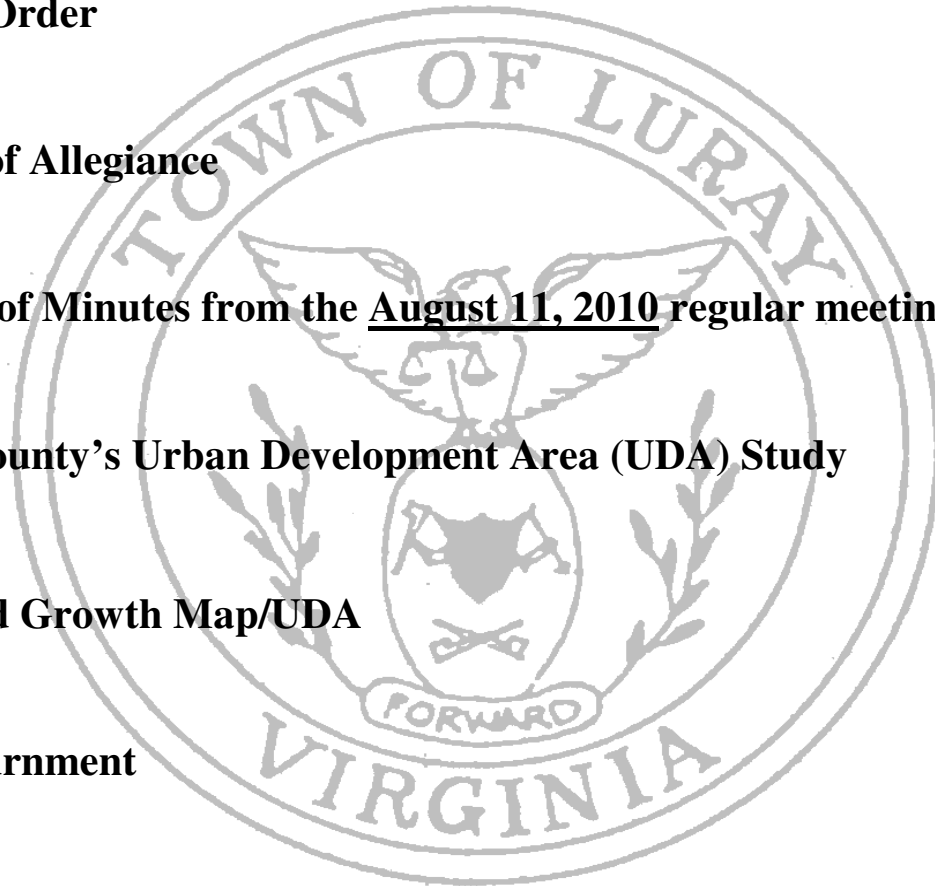 Order
TOWN OF LURAY
of Allegiance
of Minutes from the August 11, 2010 regular meetin
ounty’s Urban Development Area (UDA) Study
d Growth Map/UDA
FORWARD
urnment
VIRGINIA